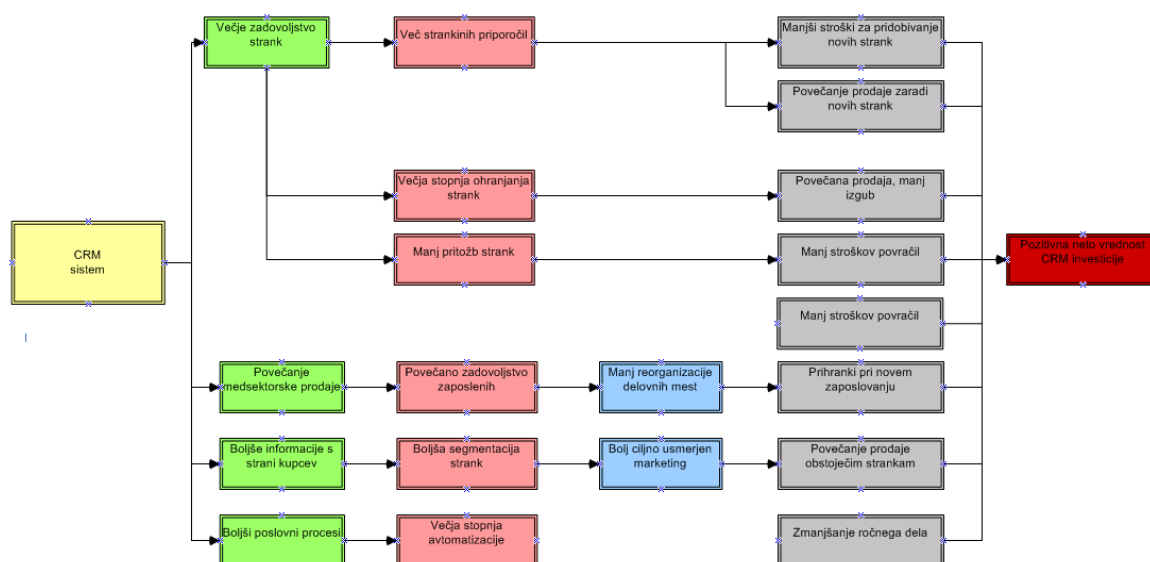 Večje zadovoljstvo
strank
Več strankinih priporočil
Manjši stroški za pridobivanje
novih strank
Povečanje prodaje zaradi
novih strank
Večja stopnja ohranjanja
strank
Povečana prodaja, manj
izgub
CRM
sistem
Manj pritožb strank
Manj stroškov povračil
Pozitivna neto vrednost
CRM investicije
Manj stroškov povračil
Povečanje
medsektorske prodaje
Povečano zadovoljstvo
zaposlenih
Manj reorganizacije
delovnih mest
Prihranki pri novem
zaposlovanju
Boljše informacije s
strani kupcev
Boljša segmentacija
strank
Bolj ciljno usmerjen
marketing
Povečanje prodaje
obstoječim strankam
Boljši poslovni procesi
Večja stopnja
avtomatizacije
Zmanjšanje ročnega dela